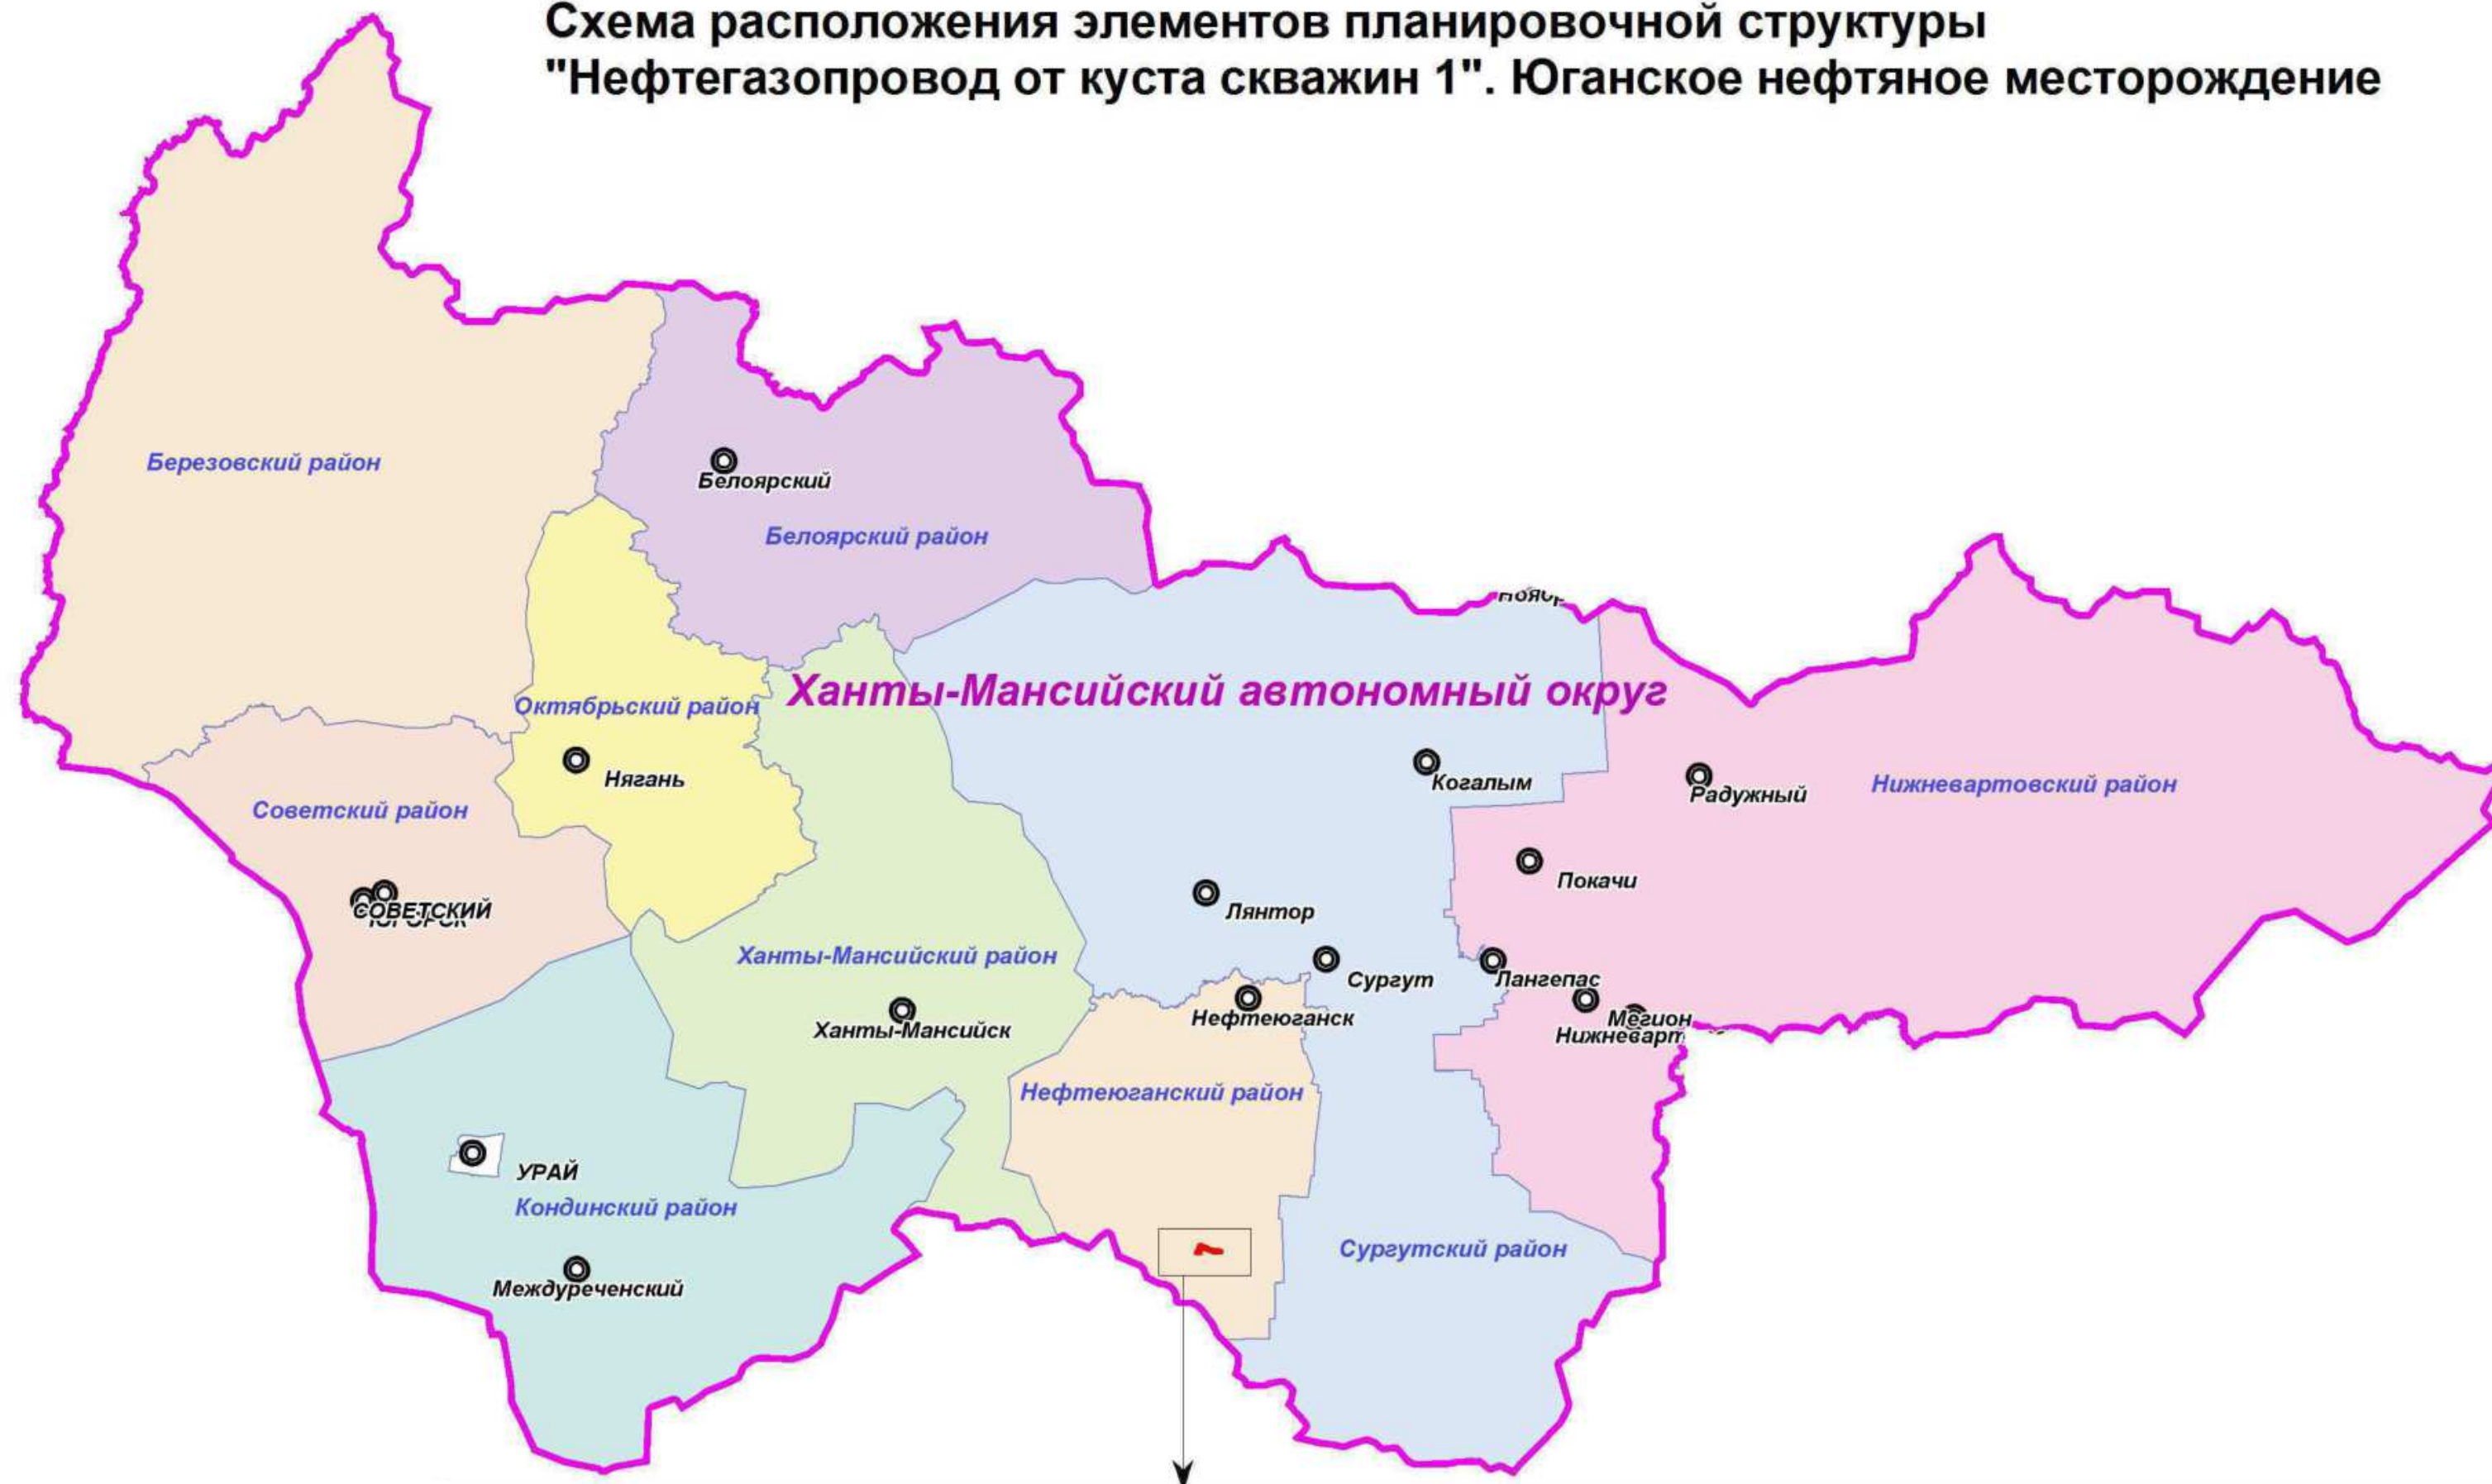 Схема расположения элементов планировочной структуры
"Нефтегазопровод от куста скважин 1". Юганское нефтяное месторождение
Березовский район
Белоярский
Белоярский район
Ханты-Мансийский автономный округ
Октябрьский район
Нягань
Когалым
Радужный
Нижневартовский район
Советский район
Покачи
СОВЕТСКИЙ
Лянтор
Ханты-Мансийский район
Сургут
Лангепас
Ханты-Мансийск
Нефтеюганск
Мегион
Нижневарт
Нефтеюганский район
УРАЙ
Кондинский район
Сургутский район
Междуреченский